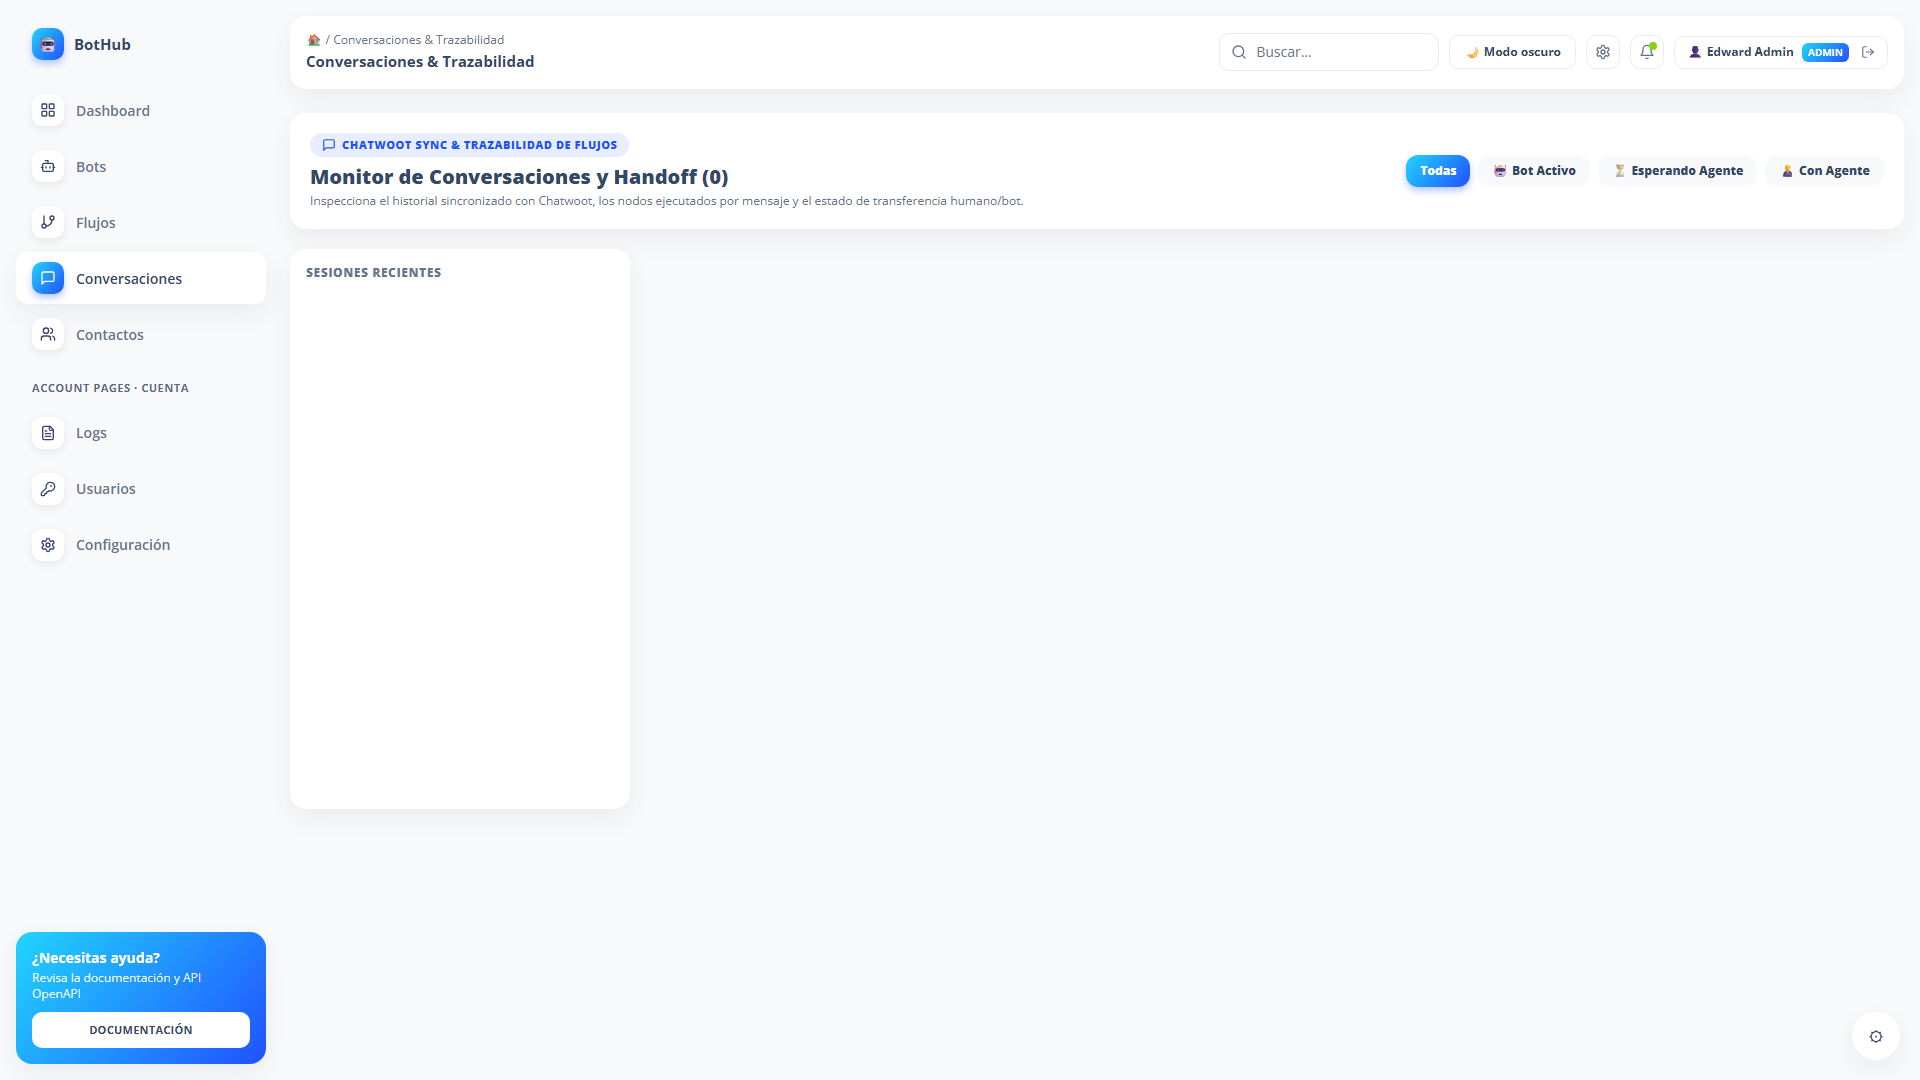 BotHub
Dashboard
Bots
Flujos
Conversaciones
Contactos
ACCOUNT PAGES · CUENTA
Logs
Usuarios
Configuración
¿Necesitas ayuda?
Revisa la documentación y API
OpenAPI
DOCUMENTACIÓN
/ Conversaciones & Trazabilidad
Conversaciones & Trazabilidad
Buscar...
Modo oscuro
Edward Admin ADMIN
CHATWOOT SYNC & TRAZABILIDAD DE FLUJOS
Monitor de Conversaciones y Handoff (0)
Inspecciona el historial sincronizado con Chatwoot, los nodos ejecutados por mensaje y el estado de transferencia humano/bot.
Todas
Bot Activo
Esperando Agente
Con Agente
SESIONES RECIENTES